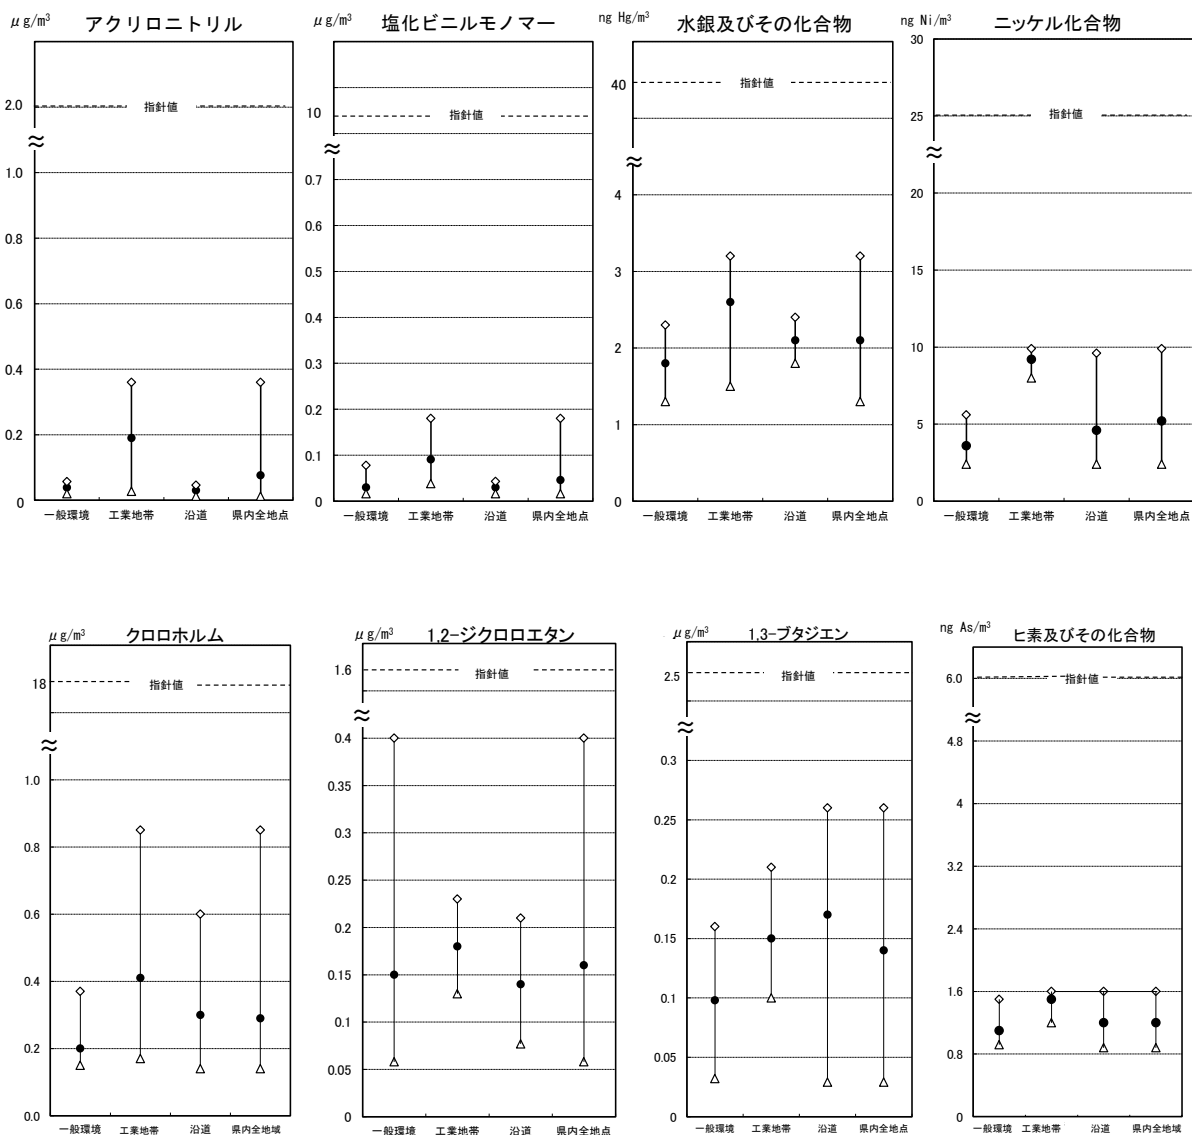 μg/m³ アクリロニトリル
2.0 指針値
≈
1.0
0.8
0.6
0.4
0.2
0
一般環境 工業地帯 沿道 県内全地点
μg/m³ 塩化ビニルモノマー
10 指針値
≈
0.7
0.6
0.5
0.4
0.3
0.2
0.1
0
一般環境 工業地帯 沿道 県内全地点
ng Hg/m³ 水銀及びその化合物
40 指針値
≈
4
3
2
1
0
一般環境 工業地帯 沿道 県内全地点
ng Ni/m³ ニッケル化合物
30
25 指針値
≈
20
15
10
5
0
一般環境 工業地帯 沿道 県内全地点
μg/m³ クロロホルム
18 指針値
≈
1.0
0.8
0.6
0.4
0.2
0.0
一般環境 工業地帯 沿道 県内全地域
μg/m³ 1,2-ジクロロエタン
1.6 指針値
≈
0.4
0.35
0.3
0.25
0.2
0.15
0.1
0.05
0
一般環境 工業地帯 沿道 県内全地点
μg/m³ 1,3-ブタジエン
2.5 指針値
≈
0.3
0.25
0.2
0.15
0.1
0.05
0
一般環境 工業地帯 沿道 県内全地点
ng As/m³ ヒ素及びその化合物
6.0 指針値
≈
4.8
4
3.2
2.4
1.6
0.8
0
一般環境 工業地帯 沿道 県内全地点